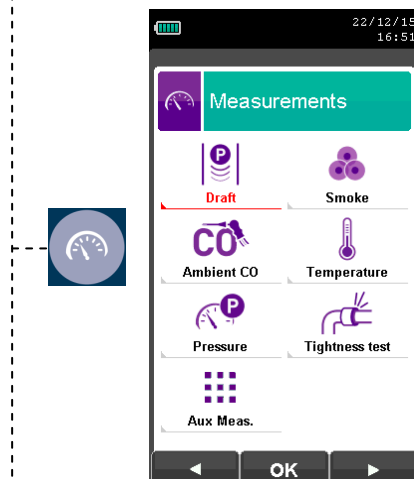 22/12/15
16:51
Measurements
P
Draft
Smoke
CO
Ambient CO
Temperature
P
Pressure
Tightness test
Aux Meas.
OK